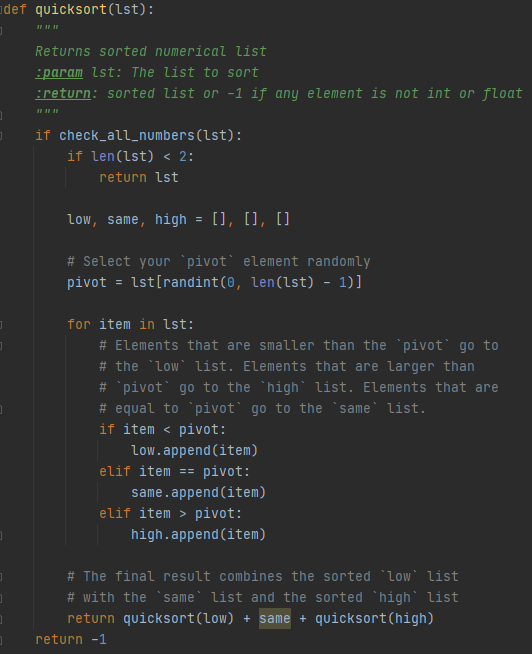 def quicksort(lst):
    """
    Returns sorted numerical list
    :param lst: The list to sort
    :return: sorted list or -1 if any element is not int or float
    """
    if check_all_numbers(lst):
        if len(lst) < 2:
            return lst

        low, same, high = [], [], []

        # Select your `pivot` element randomly
        pivot = lst[randint(0, len(lst) - 1)]

        for item in lst:
            # Elements that are smaller than the `pivot` go to
            # the `low` list. Elements that are larger than
            # `pivot` go to the `high` list. Elements that are
            # equal to `pivot` go to the `same` list.
            if item < pivot:
                low.append(item)
            elif item == pivot:
                same.append(item)
            elif item > pivot:
                high.append(item)

        # The final result combines the sorted `low` list
        # with the `same` list and the sorted `high` list
        return quicksort(low) + same + quicksort(high)
    return -1